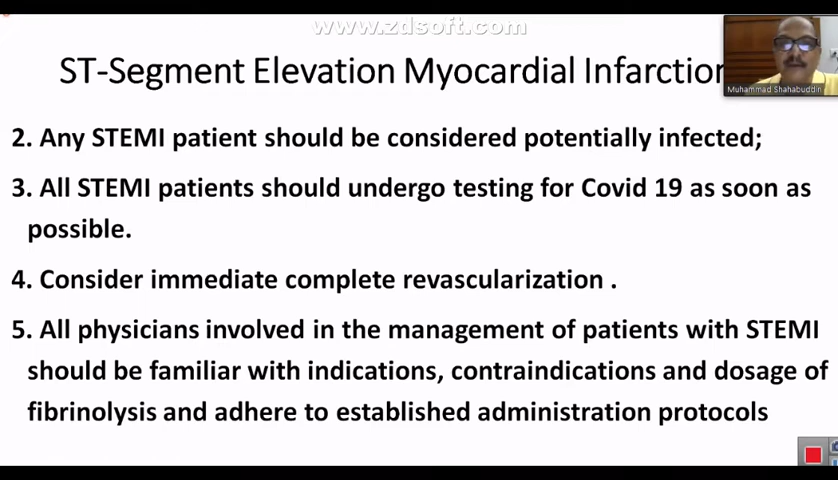 www.zdsoft.com
ST-Segment Elevation Myocardial Infarction
Muhammad Shahabuddin
2. Any STEMI patient should be considered potentially infected;
3. All STEMI patients should undergo testing for Covid 19 as soon as
possible.
4. Consider immediate complete revascularization .
5. All physicians involved in the management of patients with STEMI
should be familiar with indications, contraindications and dosage of
fibrinolysis and adhere to established administration protocols